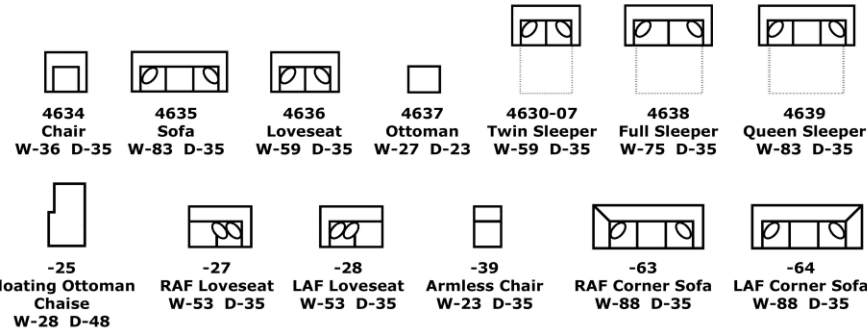 4634
Chair
W-36 D-35
4635
Sofa
W-83 D-35
4636
Loveseat
W-59 D-35
4637
Ottoman
W-27 D-23
4630-07
Twin Sleeper
W-59 D-35
4638
Full Sleeper
W-75 D-35
4639
Queen Sleeper
W-83 D-35
-25
loating Ottoman
Chaise
W-28 D-48
-27
RAF Loveseat
W-53 D-35
-28
LAF Loveseat
W-53 D-35
-39
Armless Chair
W-23 D-35
-63
RAF Corner Sofa
W-88 D-35
-64
LAF Corner Sofa
W-88 D-35